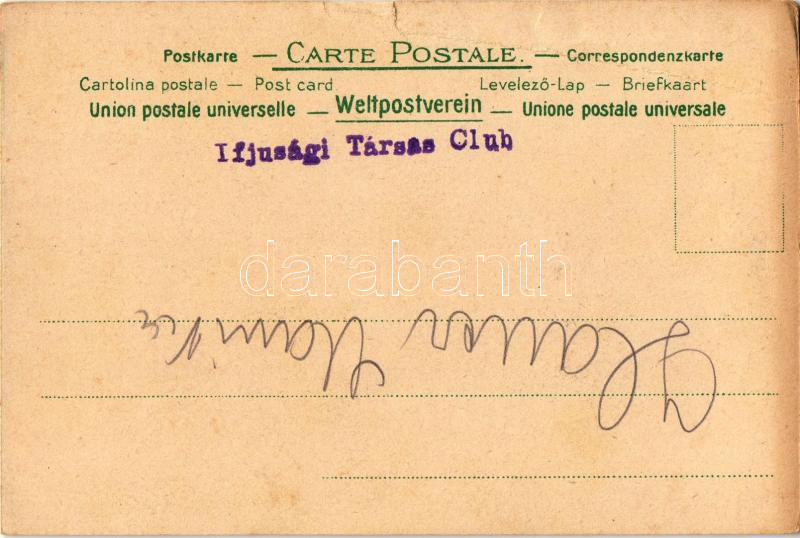 Postkarte — CARTE POSTALE. — Correspondenzkarte
Cartolina postale — Post card Levelező-Lap — Briefkaart
Union postale universelle — Weltpostverein — Unione postale universale
Ifjusági Társas Club
darabanth